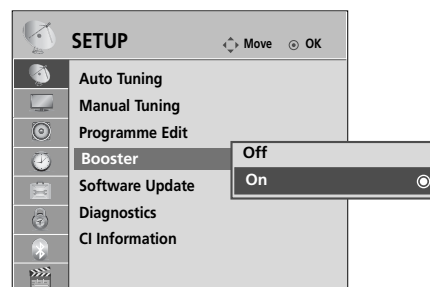 SETUP Move OK
Auto Tuning
Manual Tuning
Programme Edit
Booster
Off
On
Software Update
Diagnostics
CI Information